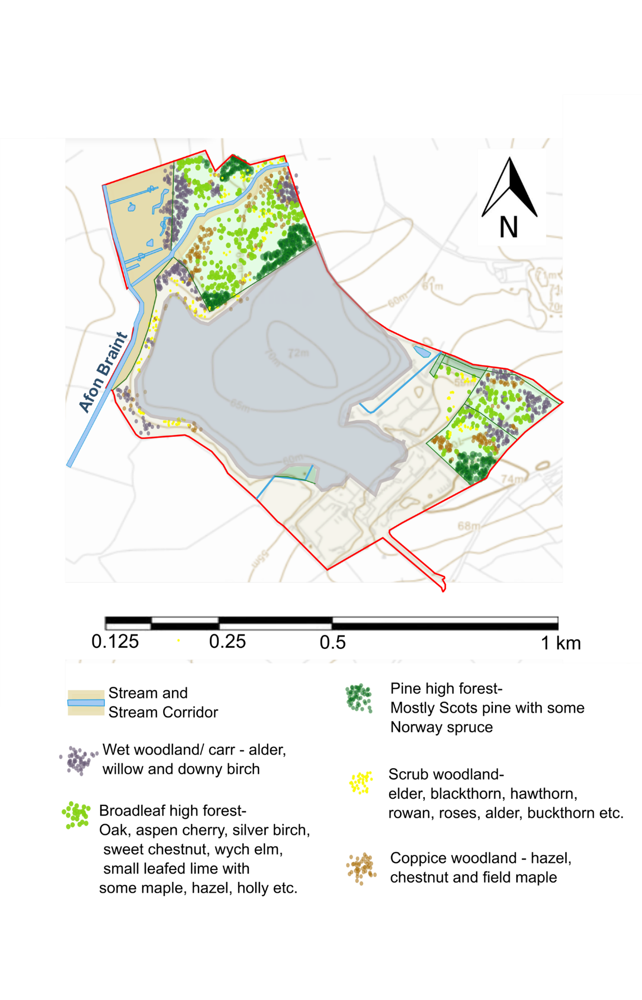 N
71m
71
70
61m
60m
72m
70m
59m
65m
Afon Braint
60m
74m
68m
55m
0.125
0.25
0.5
1 km
Stream and
Stream Corridor
Wet woodland/ carr - alder,
willow and downy birch
Broadleaf high forest-
Oak, aspen cherry, silver birch,
sweet chestnut, wych elm,
small leafed lime with
some maple, hazel, holly etc.
Pine high forest-
Mostly Scots pine with some
Norway spruce
Scrub woodland-
elder, blackthorn, hawthorn,
rowan, roses, alder, buckthorn etc.
Coppice woodland - hazel,
chestnut and field maple